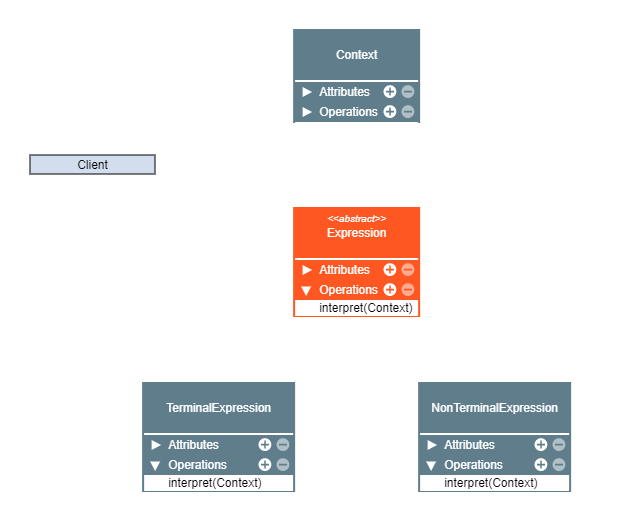 Context
Attributes
Operations
Client
<<abstract>>
Expression
Attributes
Operations
interpret(Context)
TerminalExpression
Attributes
Operations
interpret(Context)
NonTerminalExpression
Attributes
Operations
interpret(Context)